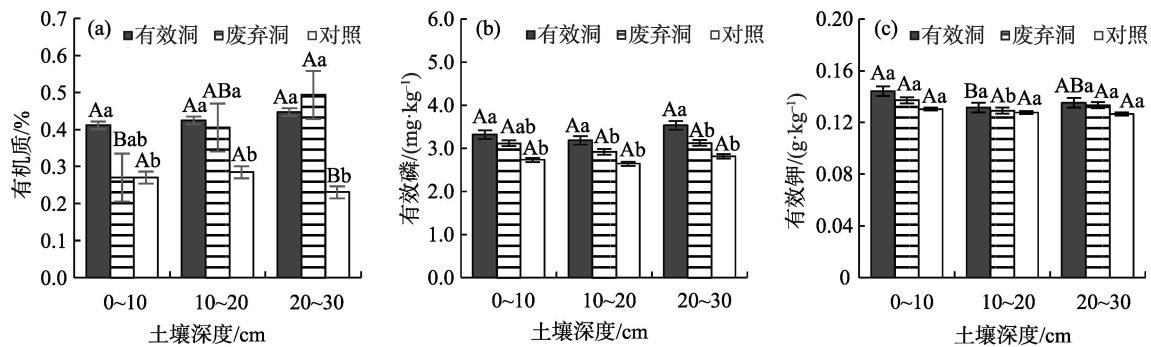 (a)
有效洞 废弃洞 对照
有机质/%
0.7
0.6
0.5
0.4
0.3
0.2
0.1
0.0
Aa Bab Ab
Aa ABa Ab
Aa Aa Bb
0~10 10~20 20~30
土壤深度/cm
(b)
有效洞 废弃洞 对照
有效磷/(mg·kg⁻¹)
6.0
5.0
4.0
3.0
2.0
1.0
0.0
Aa Aab Ab
Aa Ab Ab
Aa Ab Ab
0~10 10~20 20~30
土壤深度/cm
(c)
有效洞 废弃洞 对照
有效钾/(g·kg⁻¹)
0.20
0.16
0.12
0.08
0.04
0
Aa Aa Aa
Ba Ab Aa
ABa Aa Aa
0~10 10~20 20~30
土壤深度/cm